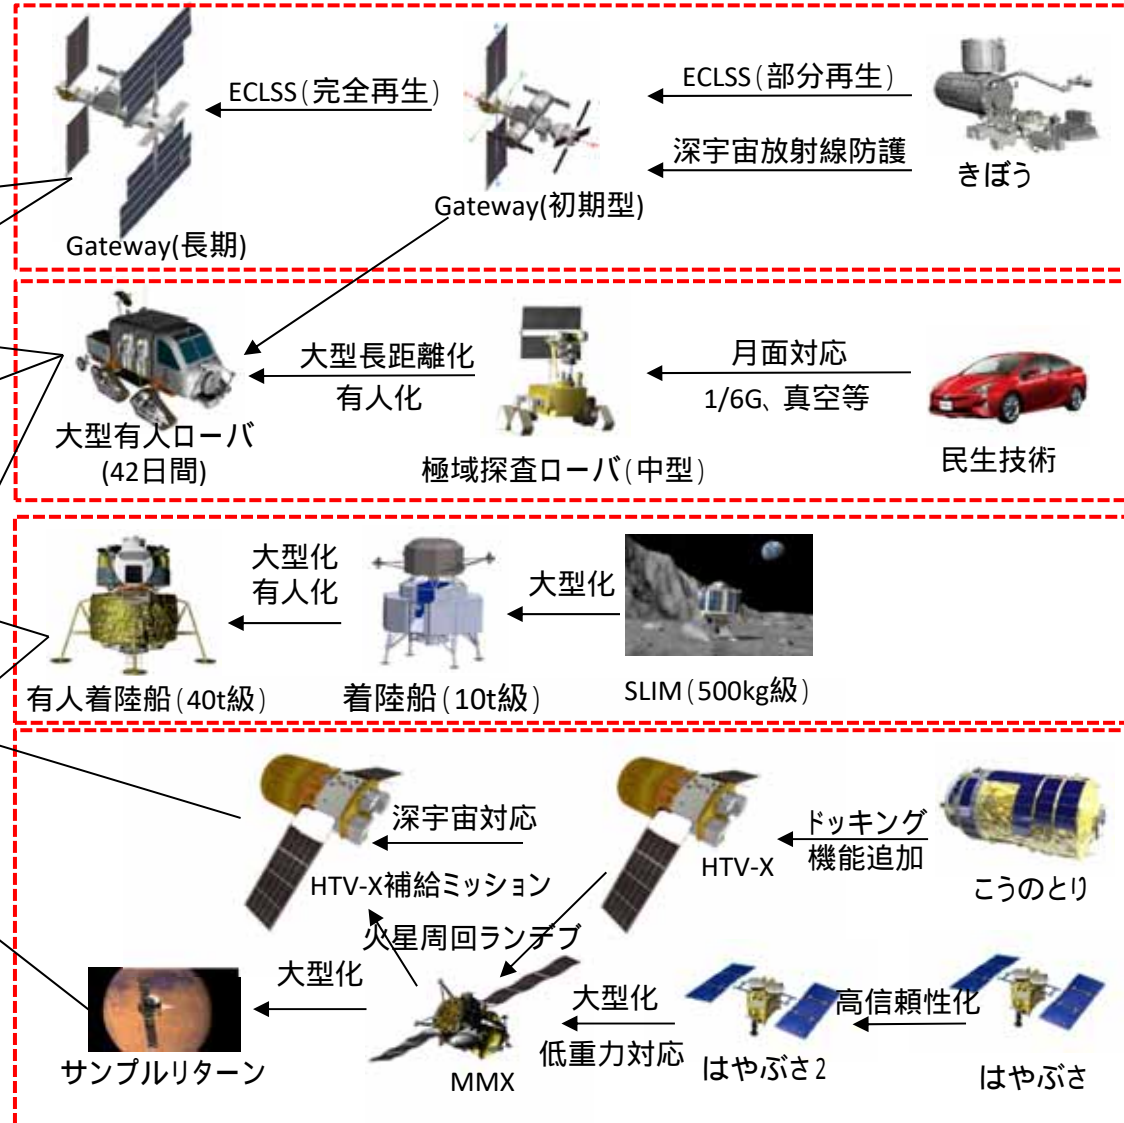 ECLSS(完全再生)
ECLSS(部分再生)
深宇宙放射線防護
きぼう
Gateway(初期型)
Gateway(長期)
大型長距離化
有人化
月面対応
1/6G、真空等
大型有人ローバ
(42日間)
極域探査ローバ(中型)
民生技術
大型化
有人化
大型化
有人着陸船(40t級)
着陸船(10t級)
SLIM(500kg級)
深宇宙対応
ドッキング
機能追加
HTV-X補給ミッション
HTV-X
こうのとり
火星周回ランデブ
大型化
大型化
低重力対応
高信頼性化
サンプルリターン
MMX
はやぶさ2
はやぶさ